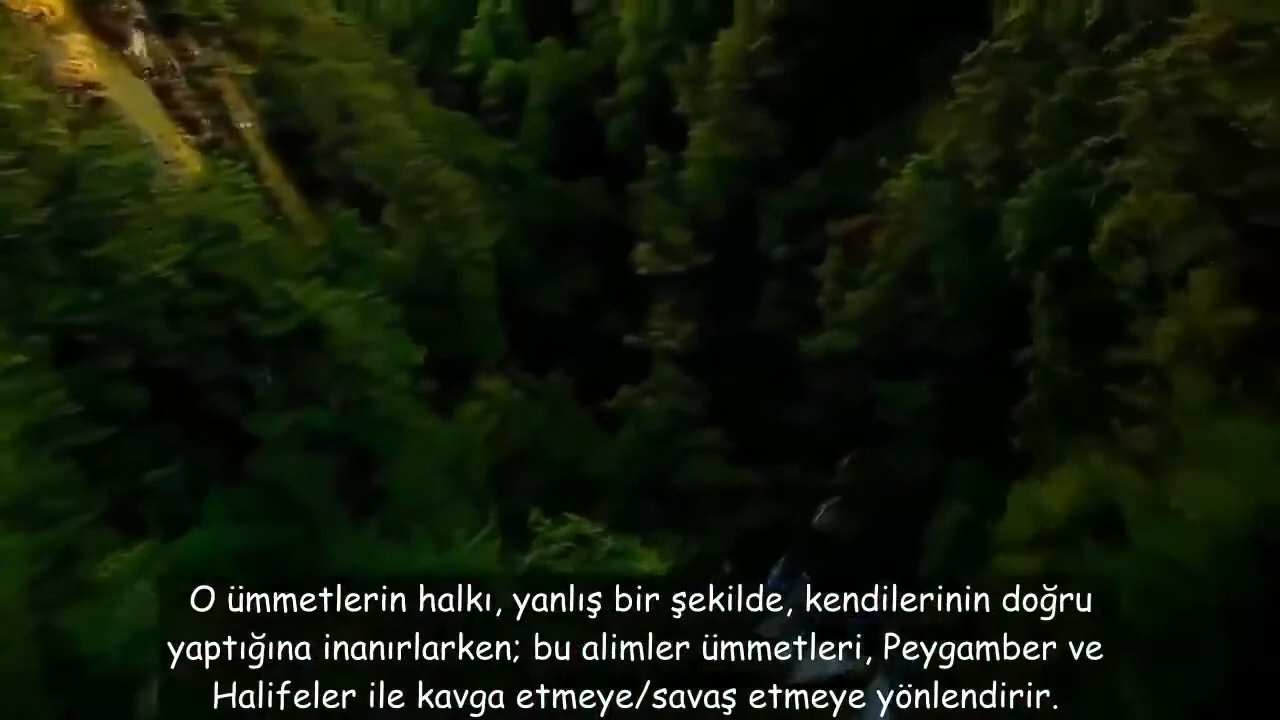 O ümmetlerin halkı, yanlış bir şekilde, kendilerinin doğru
yaptığına inanırlarken; bu alimler ümmetleri, Peygamber ve
Halifeler ile kavga etmeye/savaş etmeye yönlendirir.